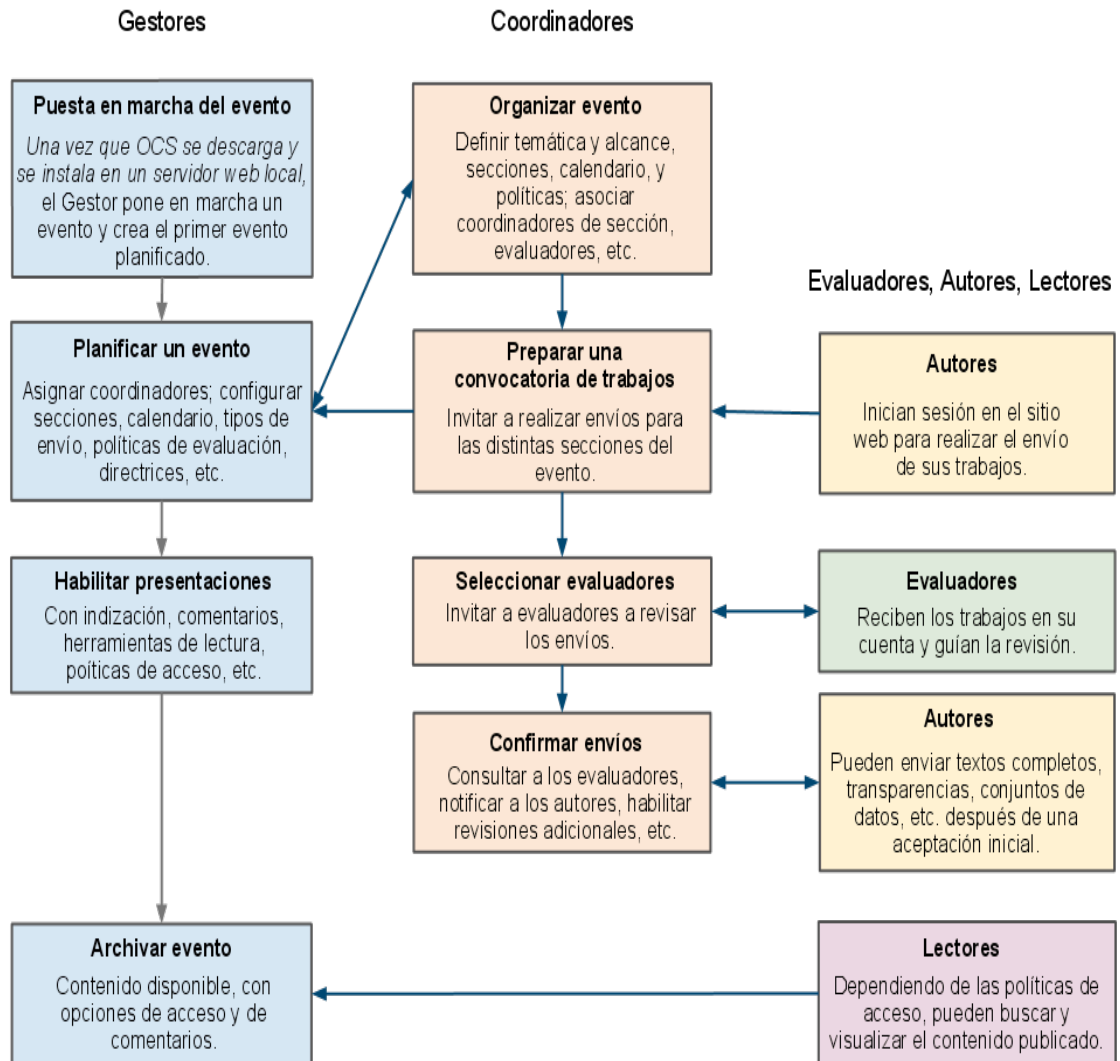 Gestores
Coordinadores
Puesta en marcha del evento
Una vez que OCS se descarga y
se instala en un servidor web local,
el Gestor pone en marcha un
evento y crea el primer evento
planificado.
Organizar evento
Definir temática y alcance,
secciones, calendario, y
políticas; asociar
coordinadores de sección,
evaluadores, etc.
Evaluadores, Autores, Lectores
Planificar un evento
Asignar coordinadores; configurar
secciones, calendario, tipos de
envío, políticas de evaluación,
directrices, etc.
Preparar una
convocatoria de trabajos
Invitar a realizar envíos para
las distintas secciones del
evento.
Autores
Inician sesión en el sitio
web para realizar el envío
de sus trabajos.
Habilitar presentaciones
Con indización, comentarios,
herramientas de lectura,
poíticas de acceso, etc.
Seleccionar evaluadores
Invitar a evaluadores a revisar
los envíos.
Evaluadores
Reciben los trabajos en su
cuenta y guían la revisión.
Confirmar envíos
Consultar a los evaluadores,
notificar a los autores, habilitar
revisiones adicionales, etc.
Autores
Pueden enviar textos completos,
transparencias, conjuntos de
datos, etc. después de una
aceptación inicial.
Archivar evento
Contenido disponible, con
opciones de acceso y de
comentarios.
Lectores
Dependiendo de las políticas de
acceso, pueden buscar y
visualizar el contenido publicado.